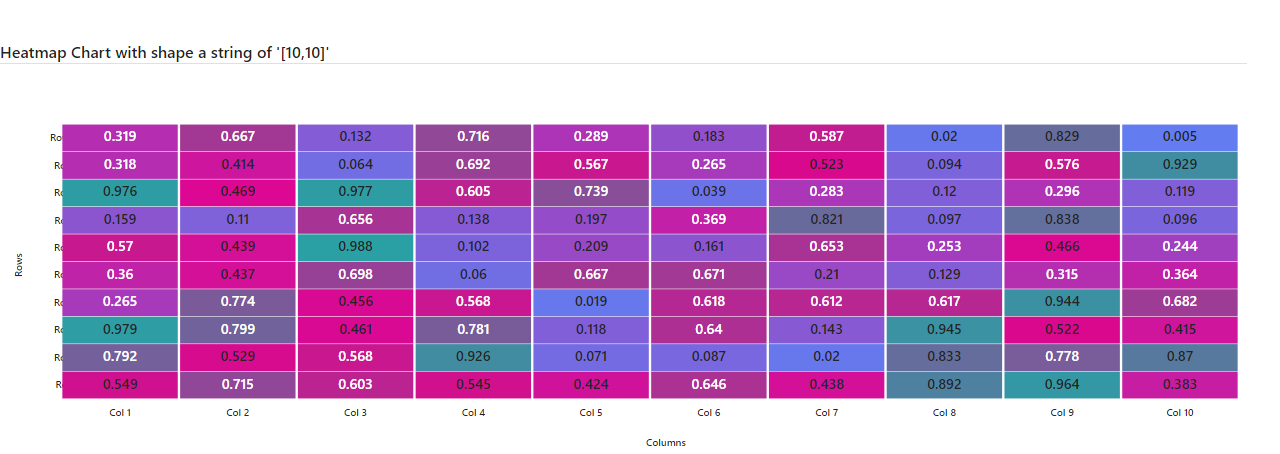 Heatmap Chart with shape a string of '[10,10]'
0.319 0.667 0.132 0.716 0.289 0.183 0.587 0.02 0.829 0.005
0.318 0.414 0.064 0.692 0.567 0.265 0.523 0.094 0.576 0.929
0.976 0.469 0.977 0.605 0.739 0.039 0.283 0.12 0.296 0.119
0.159 0.11 0.656 0.138 0.197 0.369 0.821 0.097 0.838 0.096
0.57 0.439 0.988 0.102 0.209 0.161 0.653 0.253 0.466 0.244
0.36 0.437 0.698 0.06 0.667 0.671 0.21 0.129 0.315 0.364
0.265 0.774 0.456 0.568 0.019 0.618 0.612 0.617 0.944 0.682
0.979 0.799 0.461 0.781 0.118 0.64 0.143 0.945 0.522 0.415
0.792 0.529 0.568 0.926 0.071 0.087 0.02 0.833 0.778 0.87
0.549 0.715 0.603 0.545 0.424 0.646 0.438 0.892 0.964 0.383
Col 1 Col 2 Col 3 Col 4 Col 5 Col 6 Col 7 Col 8 Col 9 Col 10
Columns
Rows